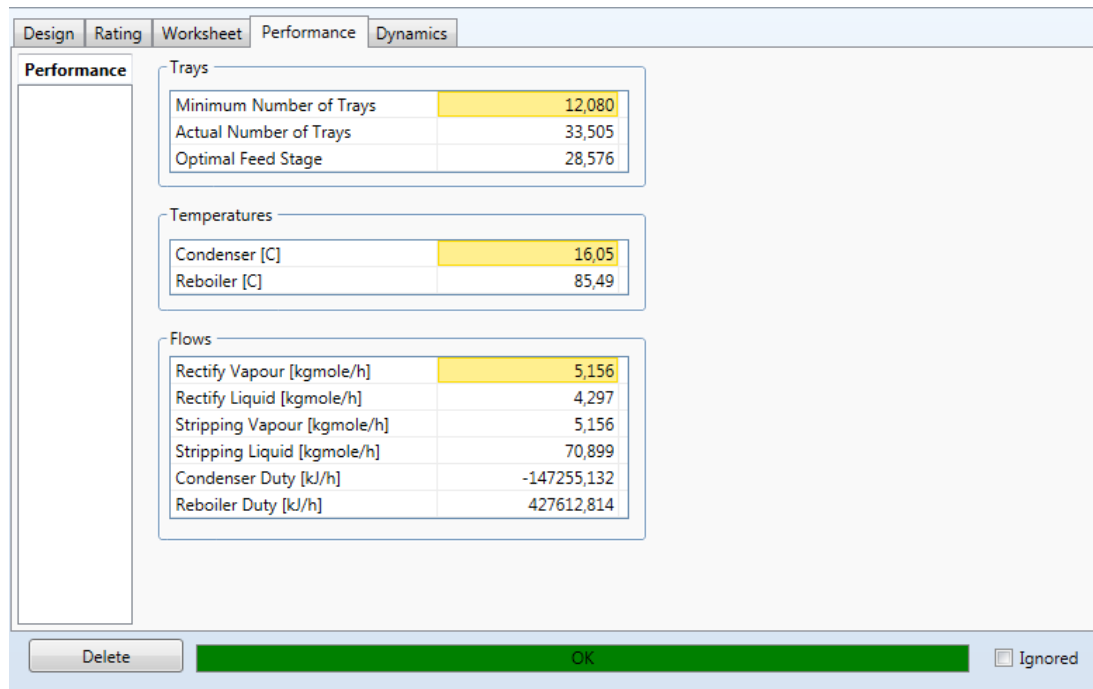 Design Rating Worksheet Performance Dynamics
Performance
Trays
Minimum Number of Trays 12,080
Actual Number of Trays 33,505
Optimal Feed Stage 28,576
Temperatures
Condenser [C] 16,05
Reboiler [C] 85,49
Flows
Rectify Vapour [kgmole/h] 5,156
Rectify Liquid [kgmole/h] 4,297
Stripping Vapour [kgmole/h] 5,156
Stripping Liquid [kgmole/h] 70,899
Condenser Duty [kJ/h] -147255,132
Reboiler Duty [kJ/h] 427612,814
Delete OK Ignored